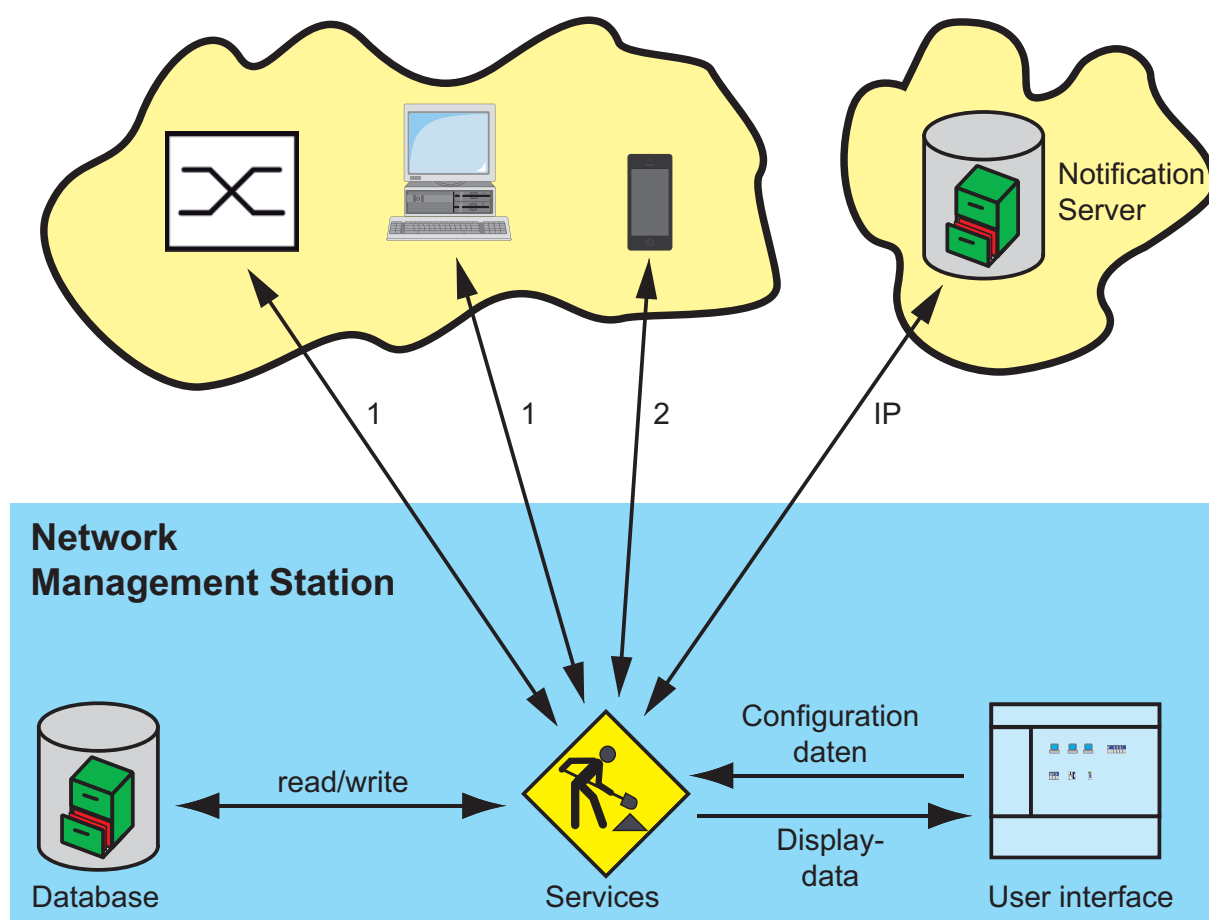 Notification
Server
1
1
2
IP
Network
Management Station
Configuration
daten
read/write
Display-
data
Database
Services
User interface